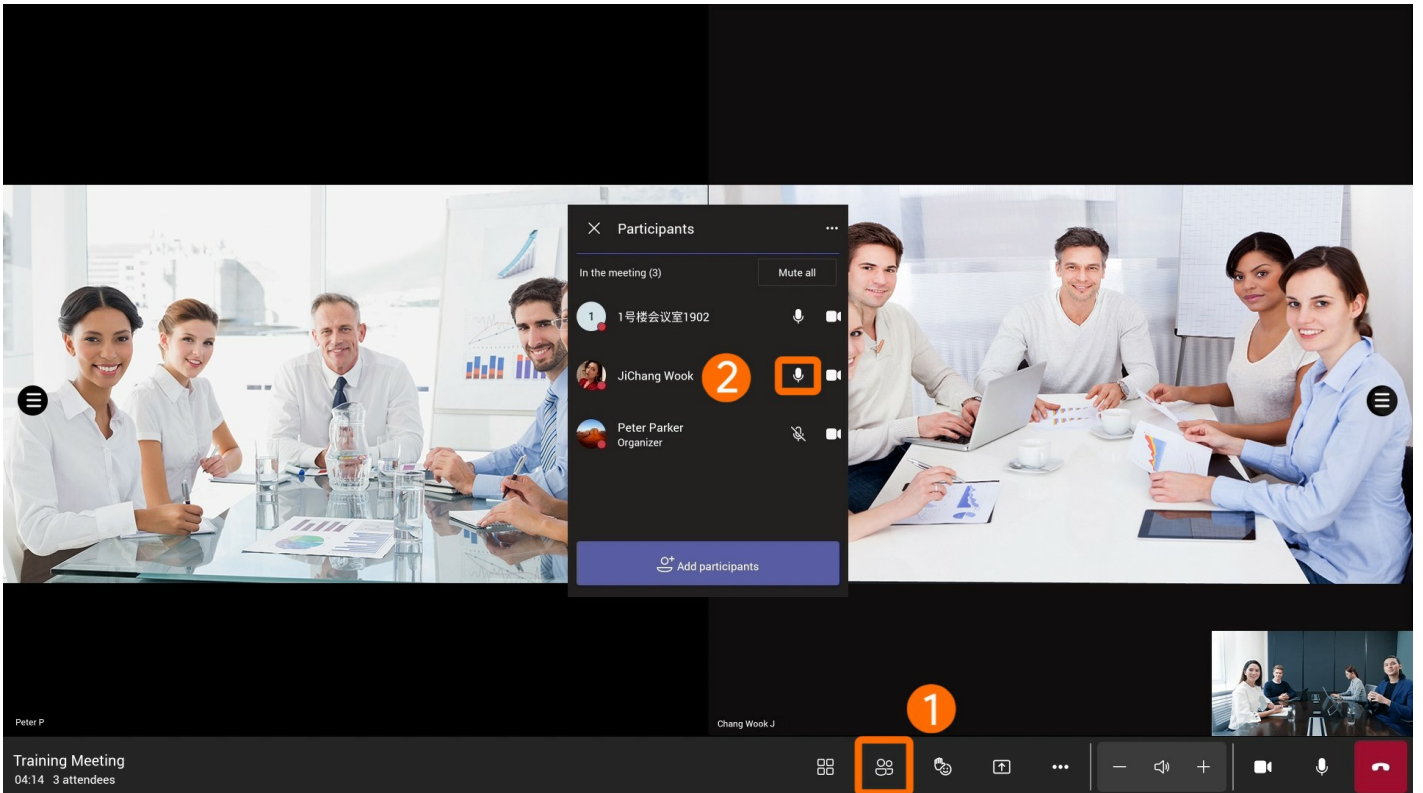 Participants
In the meeting (3)
Mute all
1
1号楼会议室1902
JiChang Wook
2
Peter Parker
Organizer
Add participants
Peter P
Chang Wook J
1
Training Meeting
04:14 3 attendees